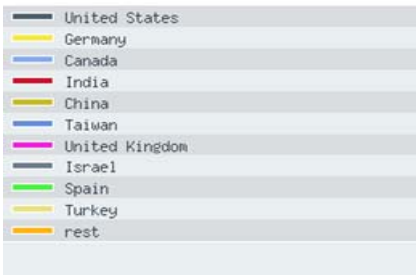 United States
Germany
Canada
India
China
Taiwan
United Kingdom
Israel
Spain
Turkey
rest